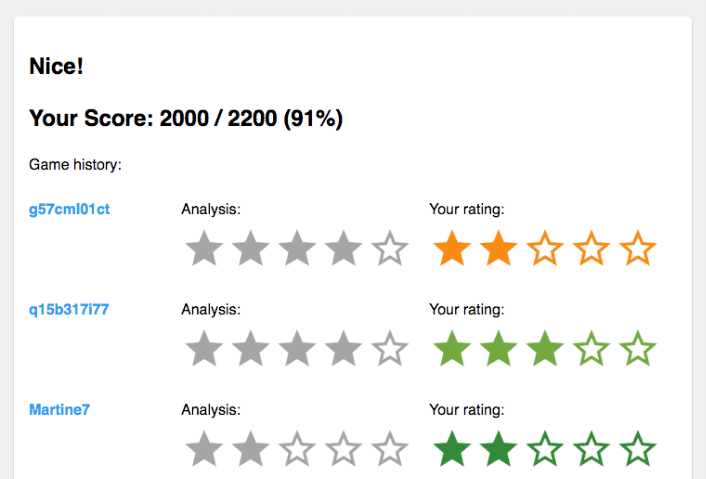 Nice!
Your Score: 2000 / 2200 (91%)
Game history:
g57cml01ct Analysis: Your rating:
q15b317i77 Analysis: Your rating:
Martine7 Analysis: Your rating: